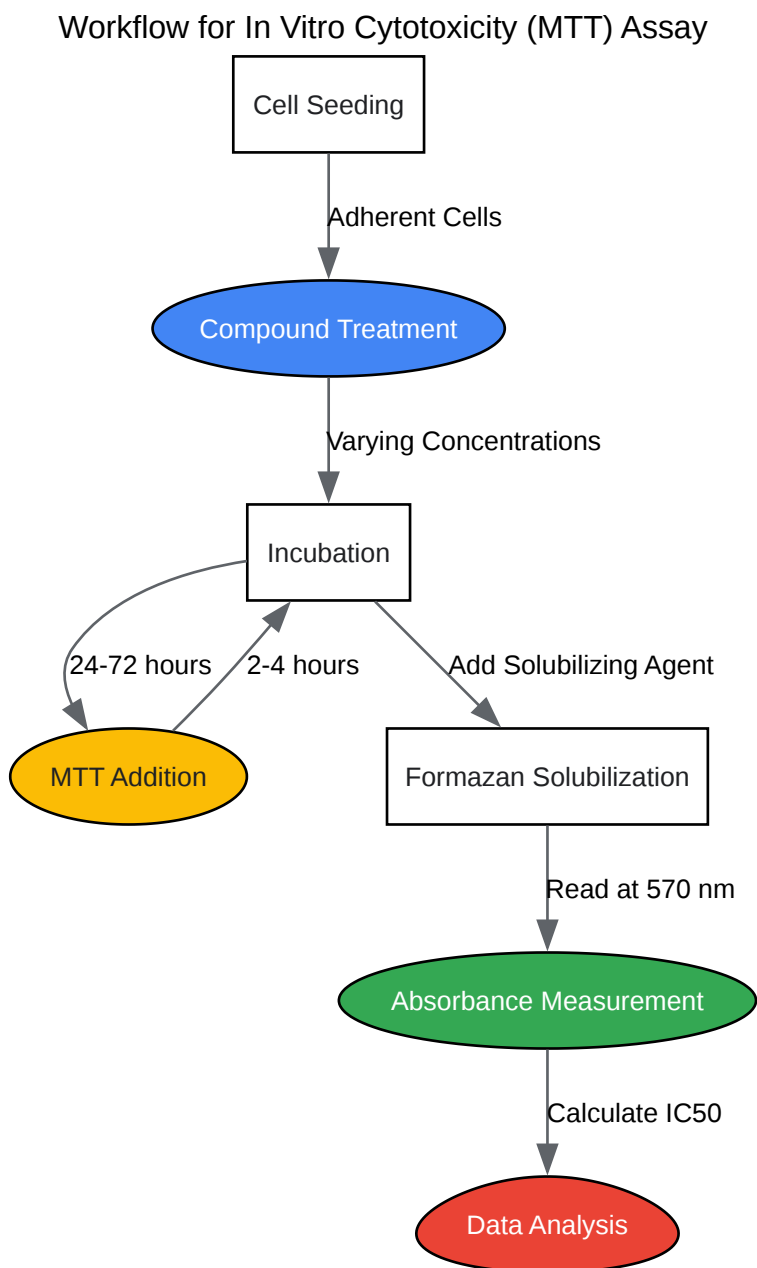 Workflow for In Vitro Cytotoxicity (MTT) Assay
Cell Seeding
Adherent Cells
Compound Treatment
Varying Concentrations
Incubation
24-72 hours
2-4 hours
Add Solubilizing Agent
MTT Addition
Formazan Solubilization
Read at 570 nm
Absorbance Measurement
Calculate IC50
Data Analysis